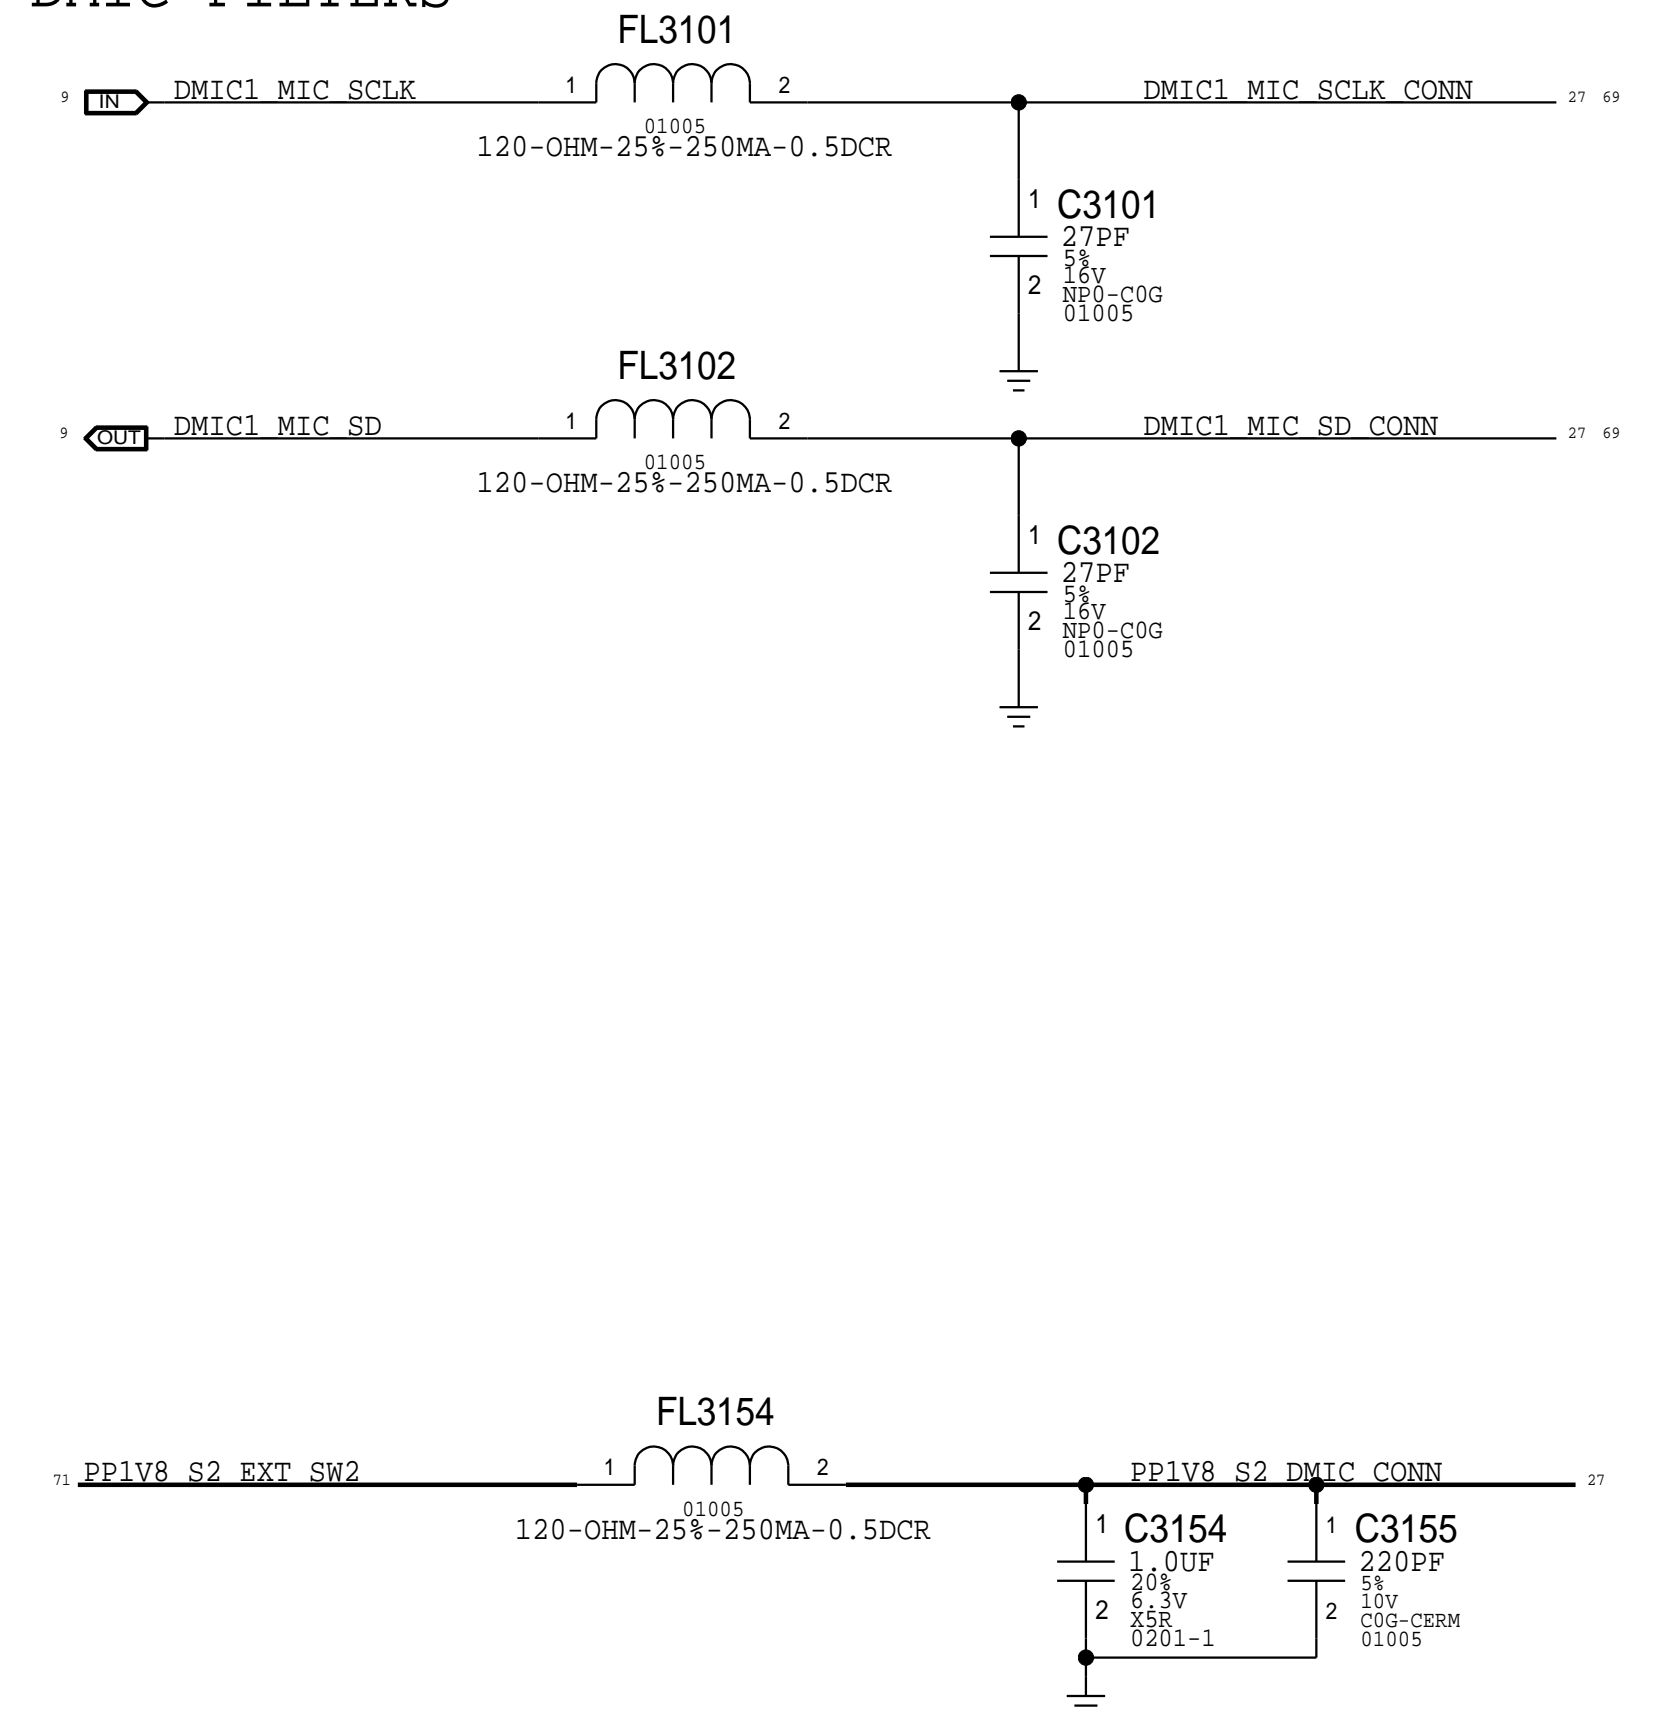 DMIC FILTERS
FL3101
9 IN DMIC1_MIC_SCLK 1 2 DMIC1_MIC_SCLK_CONN 27 69
01005
120-OHM-25%-250MA-0.5DCR
1 C3101
27PF
5%
16V
2 NP0-C0G
01005
FL3102
9 OUT DMIC1_MIC_SD 1 2 DMIC1_MIC_SD_CONN 27 69
01005
120-OHM-25%-250MA-0.5DCR
1 C3102
27PF
5%
16V
2 NP0-C0G
01005
FL3154
71 PP1V8_S2_EXT_SW2 1 2 PP1V8_S2_DMIC_CONN 27
01005
120-OHM-25%-250MA-0.5DCR
1 C3154
1.0UF
20%
6.3V
2 X5R
0201-1
1 C3155
220PF
5%
10V
2 C0G-CERM
01005